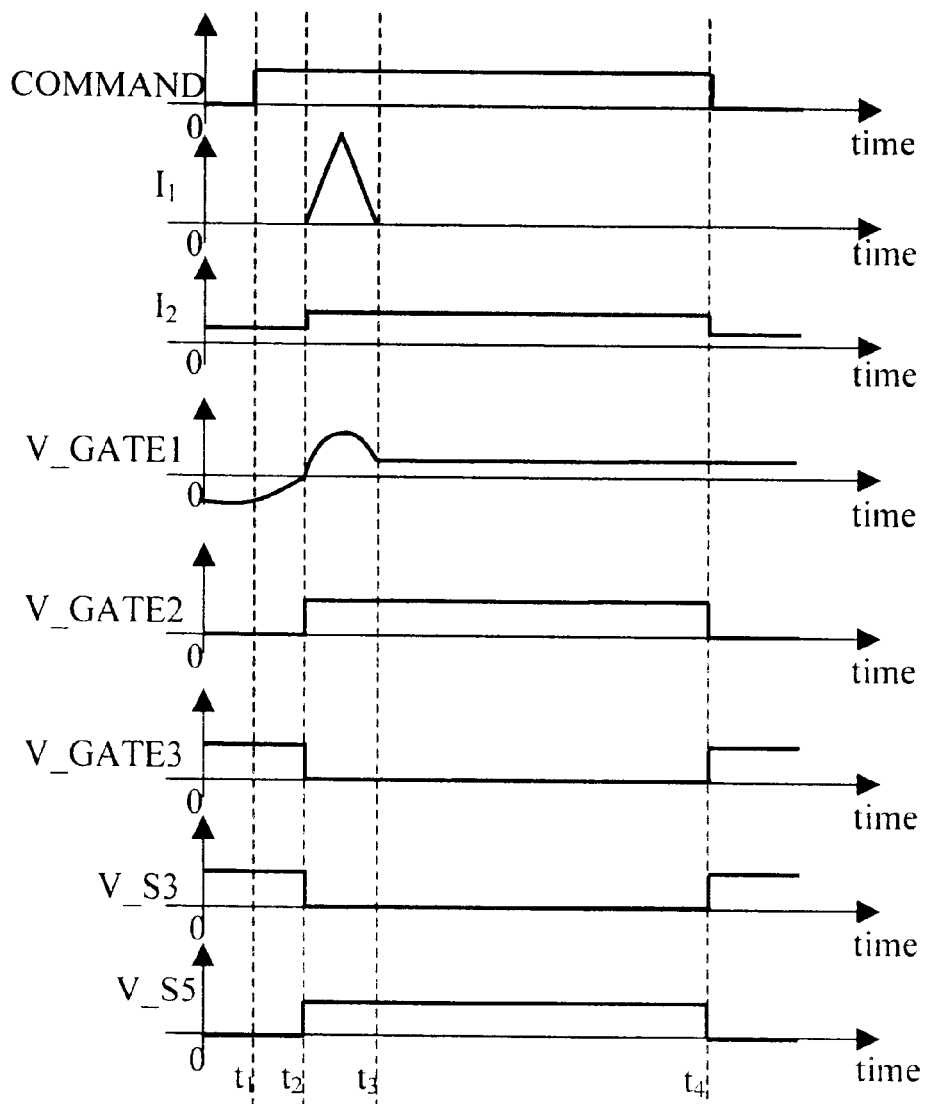 COMMAND
0
time
I₁
0
time
I₂
0
time
V_GATE1
0
time
V_GATE2
0
time
V_GATE3
0
time
V_S3
0
time
V_S5
0
time
t₁ t₂ t₃ t₄